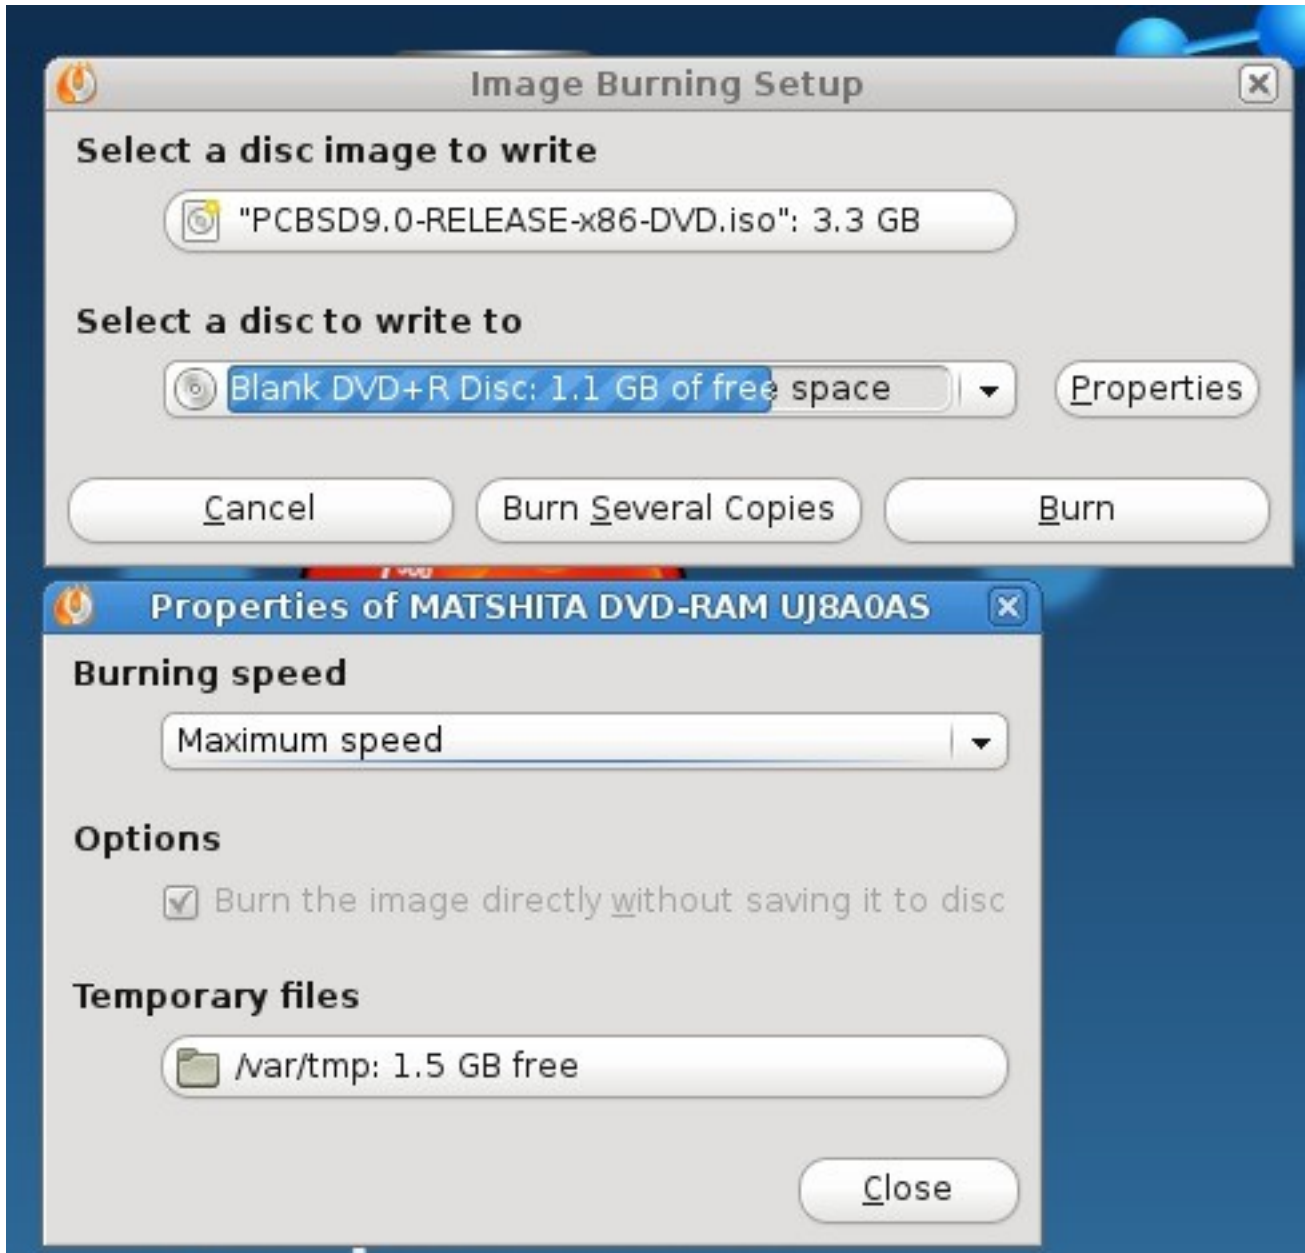 Image Burning Setup
Select a disc image to write
"PCBSD9.0-RELEASE-x86-DVD.iso": 3.3 GB
Select a disc to write to
Blank DVD+R Disc: 1.1 GB of free space
Properties
Cancel
Burn Several Copies
Burn
Properties of MATSHITA DVD-RAM UJ8A0AS
Burning speed
Maximum speed
Options
Burn the image directly without saving it to disc
Temporary files
/var/tmp: 1.5 GB free
Close